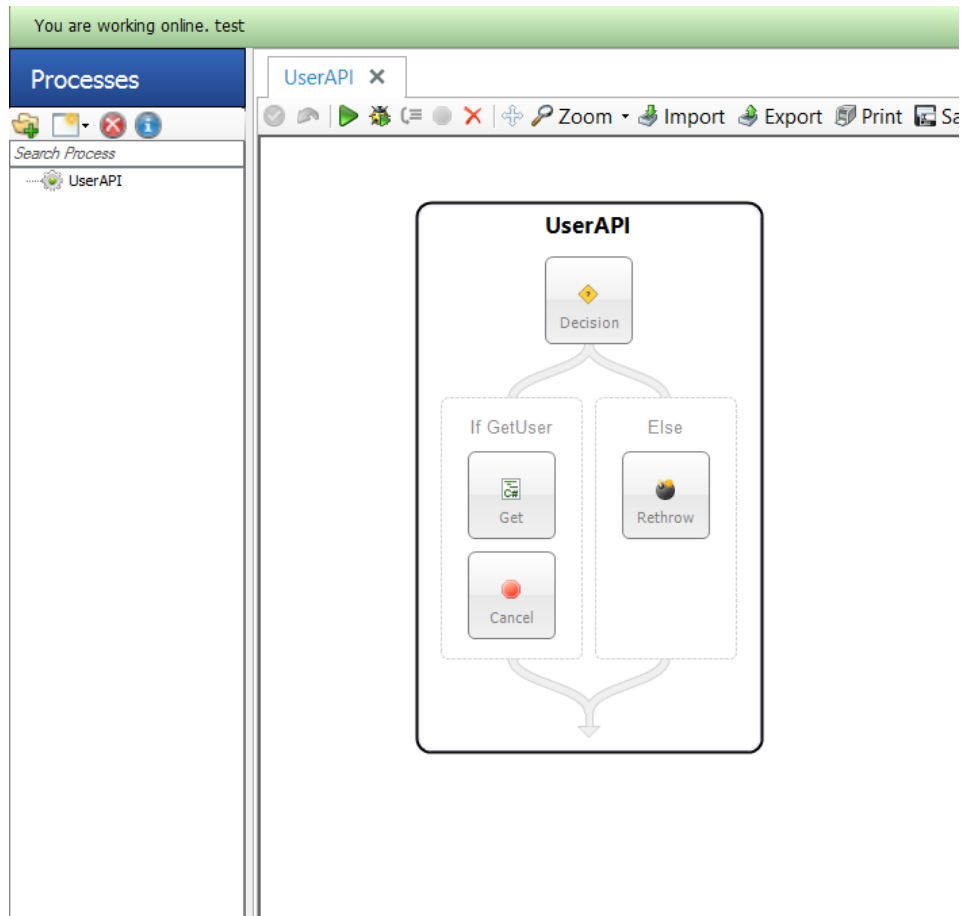 You are working online. test
Processes
UserAPI
Zoom Import Export Print
Search Process
UserAPI
UserAPI
Decision
If GetUser
Else
C#
Get
Rethrow
Cancel